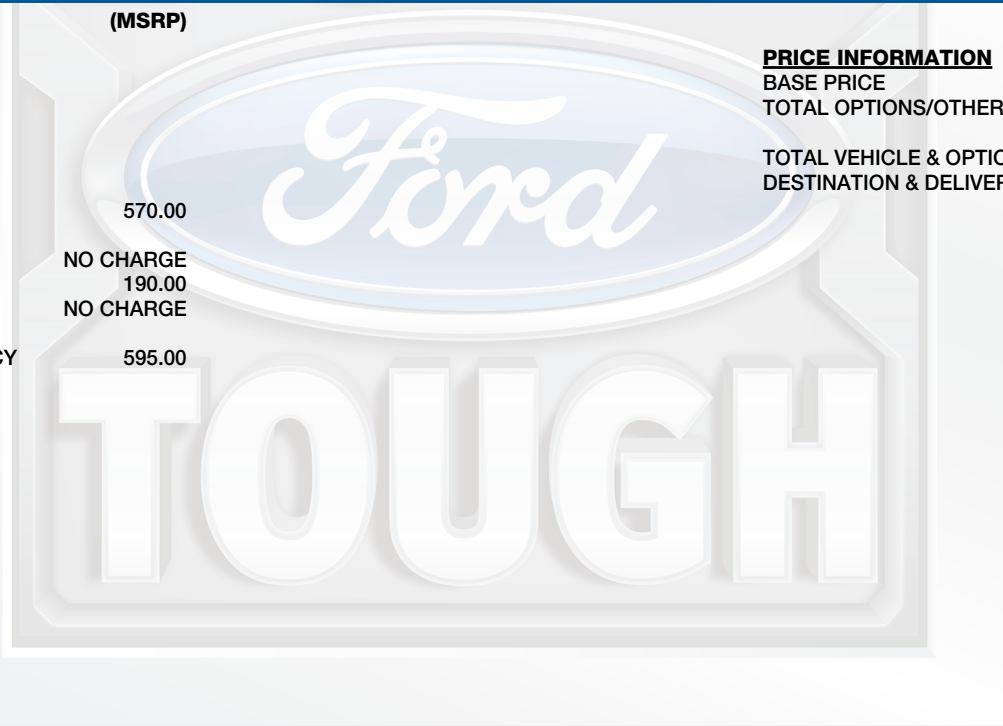 (MSRP)
570.00
NO CHARGE
190.00
NO CHARGE
CY 595.00
PRICE INFORMATION
BASE PRICE
TOTAL OPTIONS/OTHER
TOTAL VEHICLE & OPTIO
DESTINATION & DELIVER
Ford
TOUGH